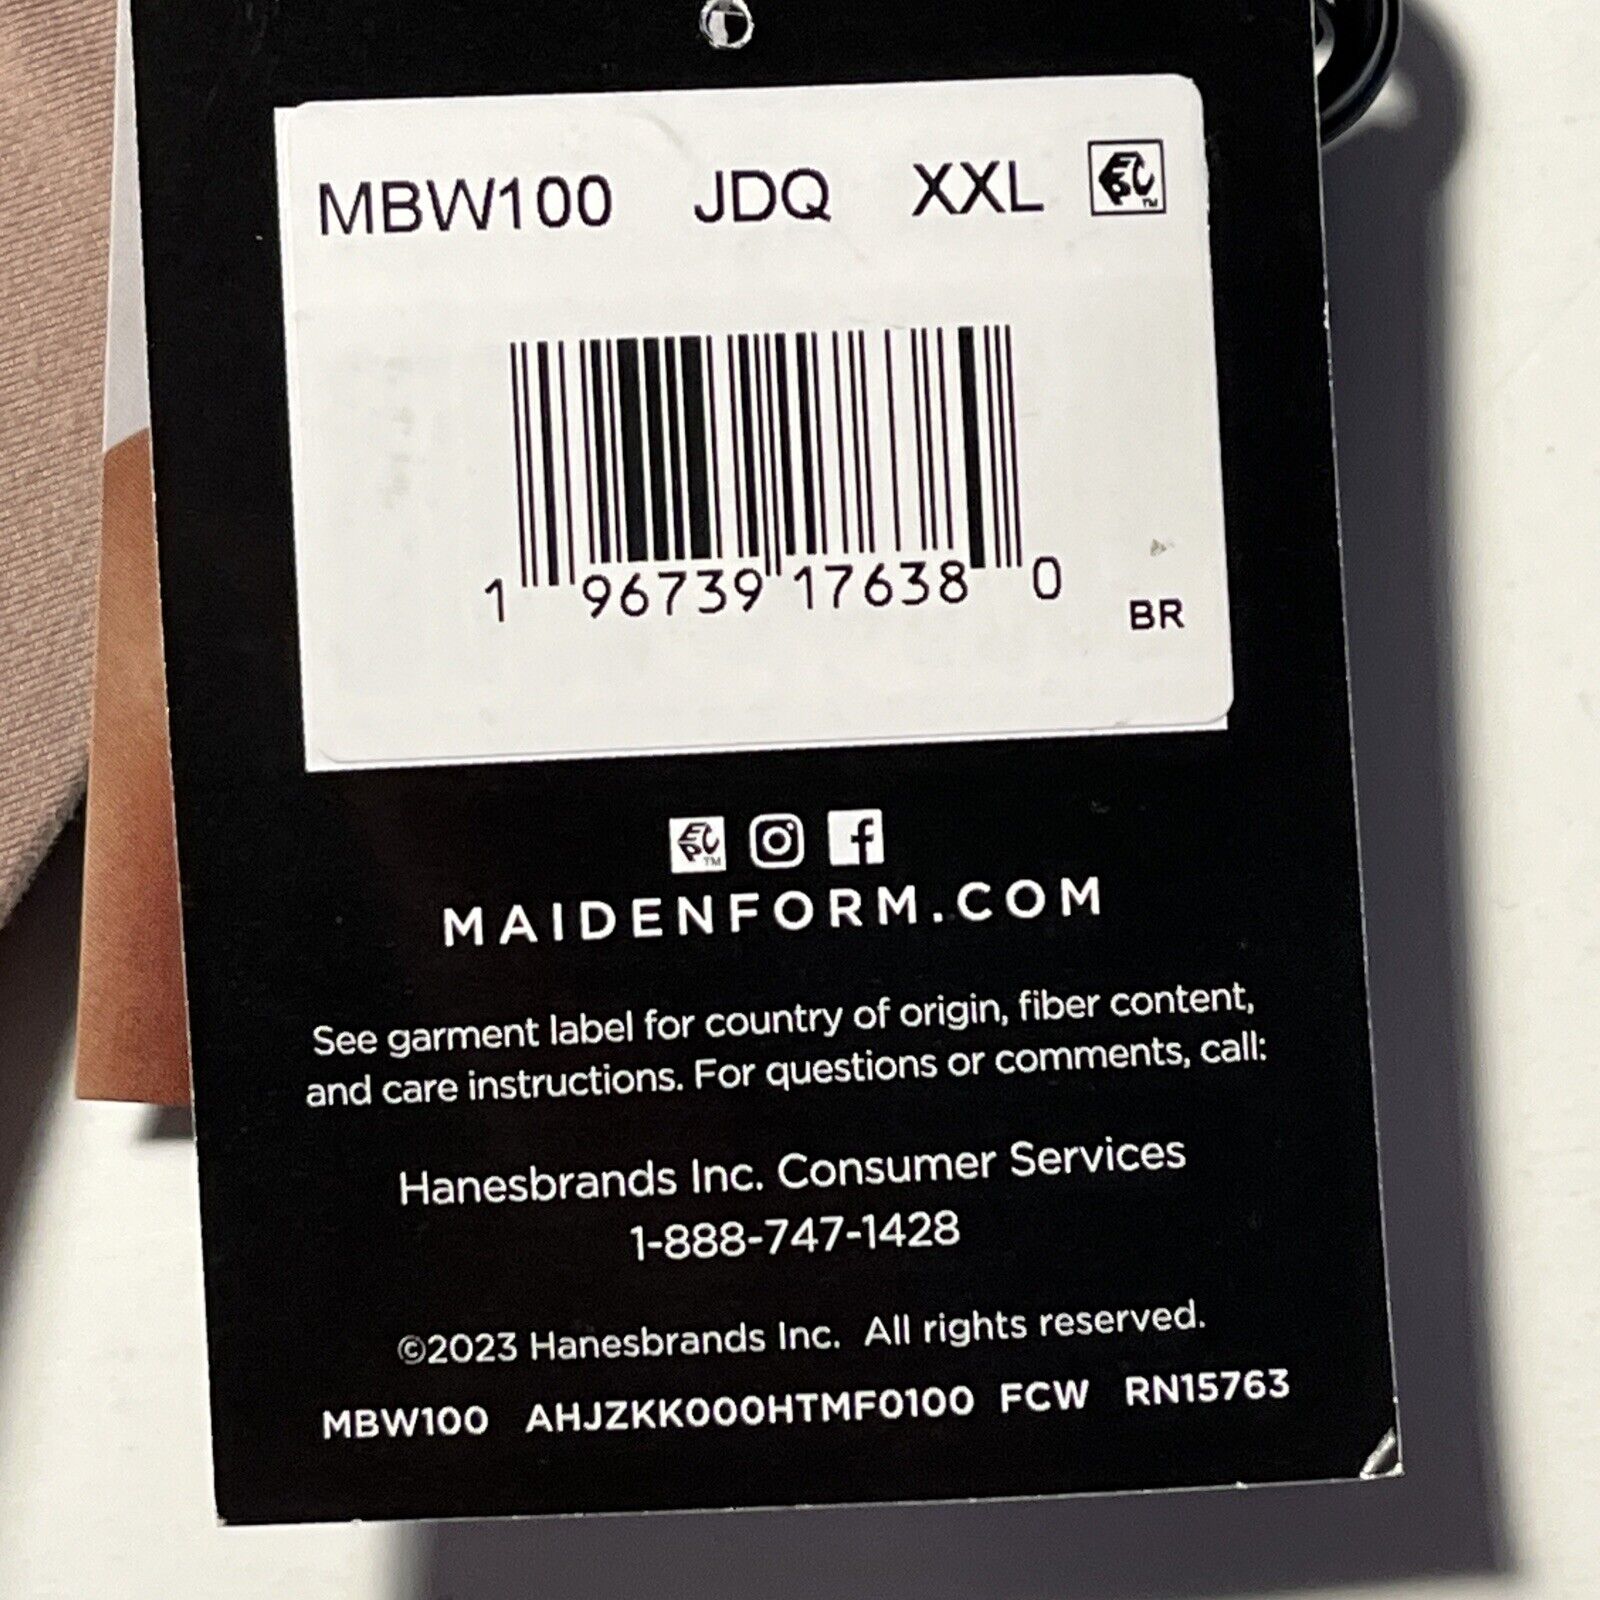 MBW100 JDQ XXL EPC™
1 96739 17638 0
BR
EPC™ f
MAIDENFORM.COM
See garment label for country of origin, fiber content,
and care instructions. For questions or comments, call:
Hanesbrands Inc. Consumer Services
1-888-747-1428
©2023 Hanesbrands Inc. All rights reserved.
MBW100 AHJZKK000HTMF0100 FCW RN15763